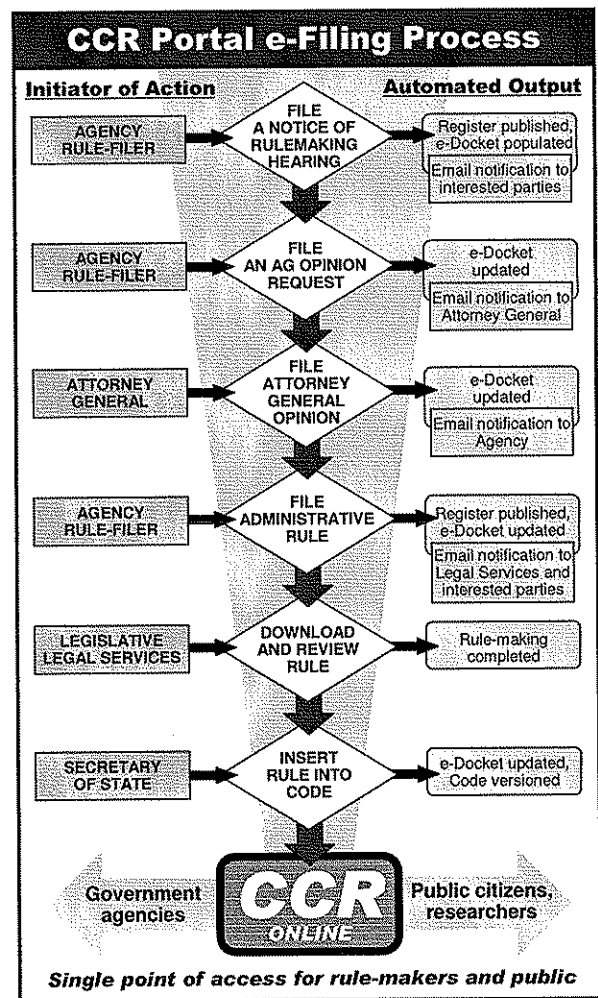 CCR Portal e-Filing Process
Initiator of Action
Automated Output
AGENCY
RULE-FILER
FILE
A NOTICE OF
RULEMAKING
HEARING
Register published,
e-Docket populated
Email notification to
interested parties
AGENCY
RULE-FILER
FILE
AN AG OPINION
REQUEST
e-Docket
updated
Email notification to
Attorney General
ATTORNEY
GENERAL
FILE
ATTORNEY
GENERAL
OPINION
e-Docket
updated
Email notification to
Agency
AGENCY
RULE-FILER
FILE
ADMINISTRATIVE
RULE
Register published,
e-Docket updated
Email notification to
Legal Services and
interested parties
LEGISLATIVE
LEGAL SERVICES
DOWNLOAD
AND REVIEW
RULE
Rule-making
completed
SECRETARY
OF STATE
INSERT
RULE INTO
CODE
e-Docket updated,
Code versioned
Government
agencies
CCR
ONLINE
Public citizens,
researchers
Single point of access for rule-makers and public